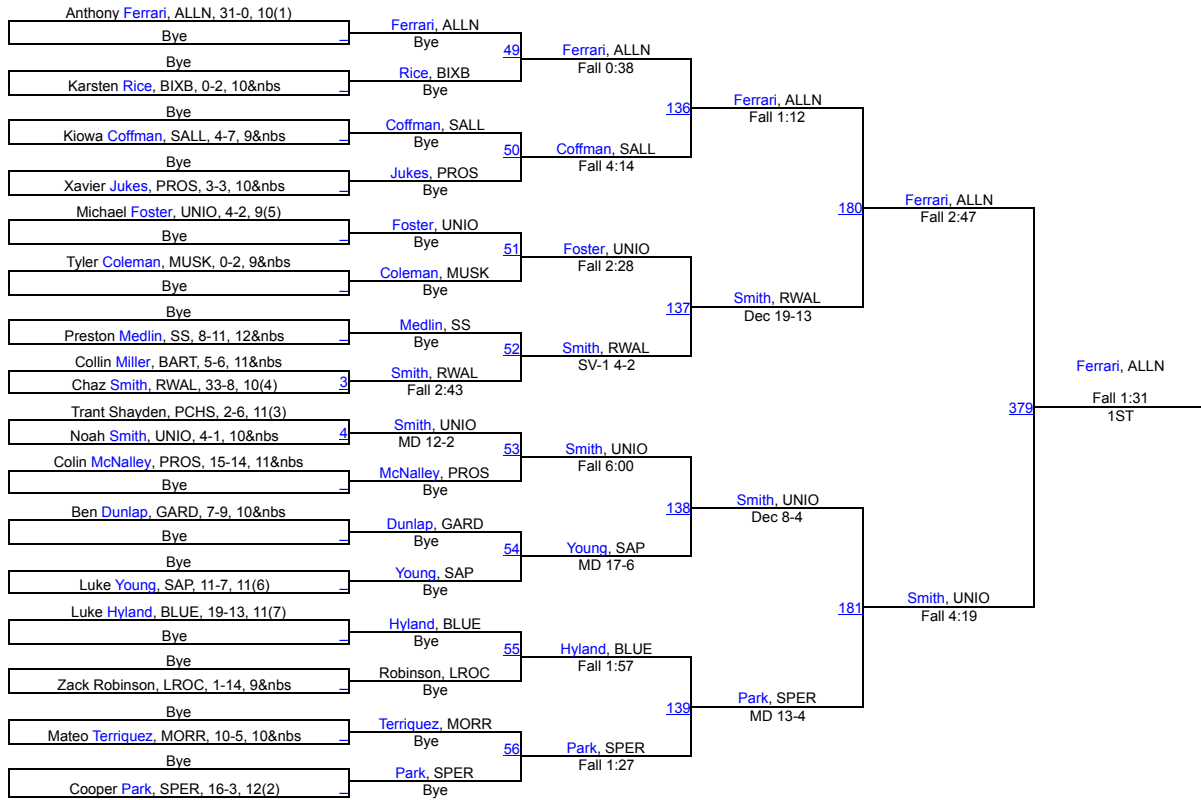 Anthony Ferrari, ALLN, 31-0, 10(1)
Bye
Bye
Karsten Rice, BIXB, 0-2, 10&nbs
Bye
Kiowa Coffman, SALL, 4-7, 9&nbs
Bye
Xavier Jukes, PROS, 3-3, 10&nbs
Michael Foster, UNIO, 4-2, 9(5)
Bye
Tyler Coleman, MUSK, 0-2, 9&nbs
Bye
Bye
Preston Medlin, SS, 8-11, 12&nbs
Collin Miller, BART, 5-6, 11&nbs
Chaz Smith, RWAL, 33-8, 10(4)
3
Trant Shayden, PCHS, 2-6, 11(3)
Noah Smith, UNIO, 4-1, 10&nbs
4
Colin McNalley, PROS, 15-14, 11&nbs
Bye
Ben Dunlap, GARD, 7-9, 10&nbs
Bye
Bye
Luke Young, SAP, 11-7, 11(6)
Luke Hyland, BLUE, 19-13, 11(7)
Bye
Bye
Zack Robinson, LROC, 1-14, 9&nbs
Bye
Mateo Terriquez, MORR, 10-5, 10&nbs
Bye
Cooper Park, SPER, 16-3, 12(2)
Ferrari, ALLN
Bye
49
Rice, BIXB
Bye
Coffman, SALL
Bye
50
Jukes, PROS
Bye
Foster, UNIO
Bye
51
Coleman, MUSK
Bye
Medlin, SS
Bye
52
Smith, RWAL
Fall 2:43
Smith, UNIO
MD 12-2
53
McNalley, PROS
Bye
Dunlap, GARD
Bye
54
Young, SAP
Bye
Hyland, BLUE
Bye
55
Robinson, LROC
Bye
Terriquez, MORR
Bye
56
Park, SPER
Bye
Ferrari, ALLN
Fall 0:38
136
Coffman, SALL
Fall 4:14
Foster, UNIO
Fall 2:28
137
Smith, RWAL
SV-1 4-2
Smith, UNIO
Fall 6:00
138
Young, SAP
MD 17-6
Hyland, BLUE
Fall 1:57
139
Park, SPER
Fall 1:27
Ferrari, ALLN
Fall 1:12
180
Smith, RWAL
Dec 19-13
Smith, UNIO
Dec 8-4
181
Park, SPER
MD 13-4
Ferrari, ALLN
Fall 2:47
379
Smith, UNIO
Fall 4:19
Ferrari, ALLN
Fall 1:31
1ST